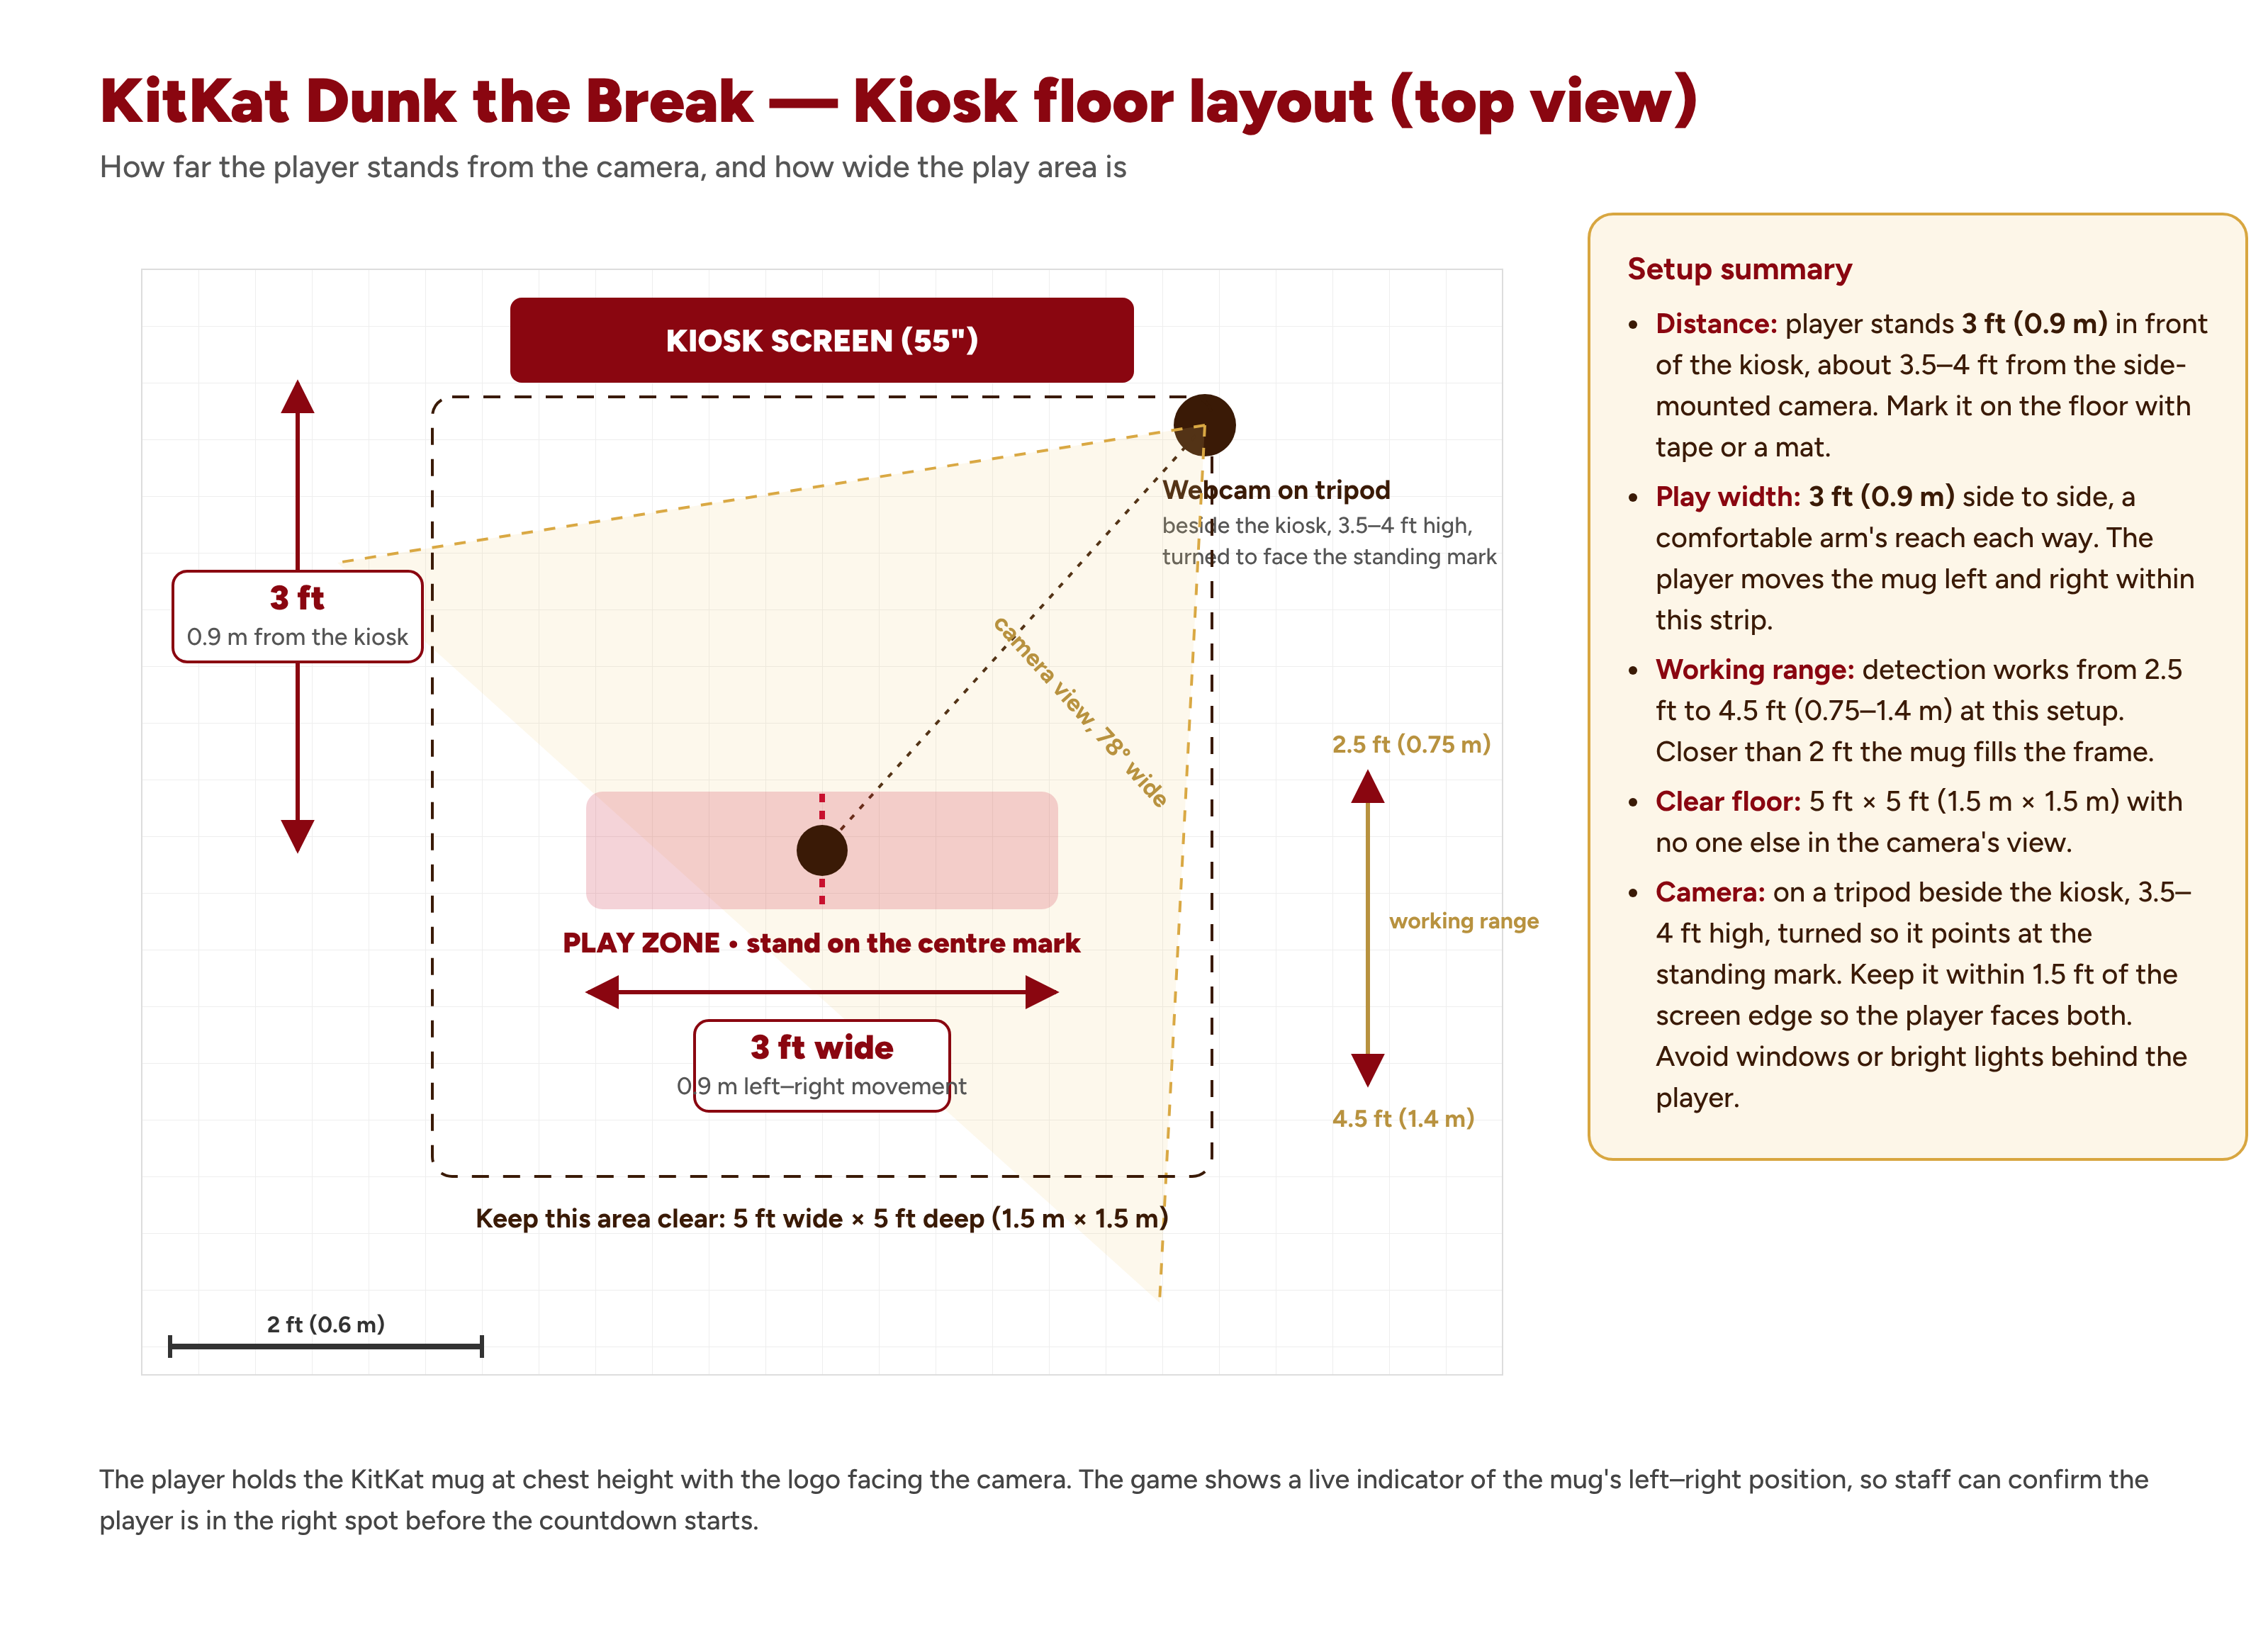 KitKat Dunk the Break — Kiosk floor layout (top view)
How far the player stands from the camera, and how wide the play area is
KIOSK SCREEN (55")
Webcam on tripod
beside the kiosk, 3.5–4 ft high,
turned to face the standing mark
3 ft
0.9 m from the kiosk
camera view, 78° wide
2.5 ft (0.75 m)
working range
4.5 ft (1.4 m)
PLAY ZONE • stand on the centre mark
3 ft wide
0.9 m left–right movement
Keep this area clear: 5 ft wide × 5 ft deep (1.5 m × 1.5 m)
2 ft (0.6 m)
Setup summary
• Distance: player stands 3 ft (0.9 m) in front
of the kiosk, about 3.5–4 ft from the side-
mounted camera. Mark it on the floor with
tape or a mat.
• Play width: 3 ft (0.9 m) side to side, a
comfortable arm's reach each way. The
player moves the mug left and right within
this strip.
• Working range: detection works from 2.5
ft to 4.5 ft (0.75–1.4 m) at this setup.
Closer than 2 ft the mug fills the frame.
• Clear floor: 5 ft × 5 ft (1.5 m × 1.5 m) with
no one else in the camera's view.
• Camera: on a tripod beside the kiosk, 3.5–
4 ft high, turned so it points at the
standing mark. Keep it within 1.5 ft of the
screen edge so the player faces both.
Avoid windows or bright lights behind the
player.
The player holds the KitKat mug at chest height with the logo facing the camera. The game shows a live indicator of the mug's left–right position, so staff can confirm the
player is in the right spot before the countdown starts.